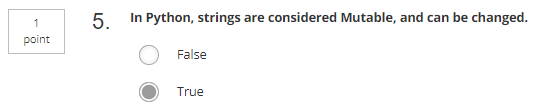 1
point
5. In Python, strings are considered Mutable, and can be changed.
False
True